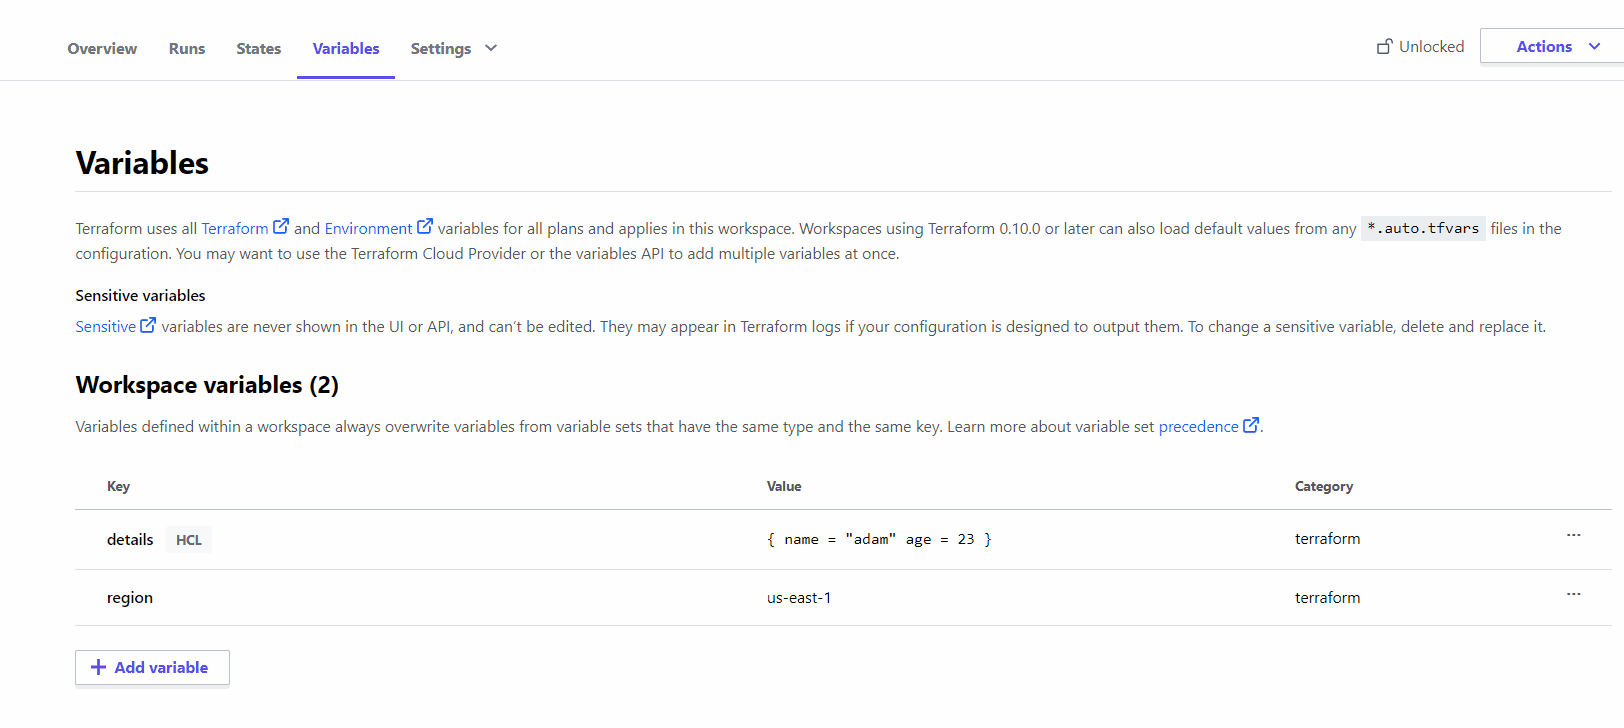 Overview Runs States Variables Settings Unlocked Actions
Variables
Terraform uses all Terraform and Environment variables for all plans and applies in this workspace. Workspaces using Terraform 0.10.0 or later can also load default values from any *.auto.tfvars files in the
configuration. You may want to use the Terraform Cloud Provider or the variables API to add multiple variables at once.
Sensitive variables
Sensitive variables are never shown in the UI or API, and can't be edited. They may appear in Terraform logs if your configuration is designed to output them. To change a sensitive variable, delete and replace it.
Workspace variables (2)
Variables defined within a workspace always overwrite variables from variable sets that have the same type and the same key. Learn more about variable set precedence.
Key Value Category
details HCL { name = "adam" age = 23 } terraform ...
region us-east-1 terraform ...
+ Add variable